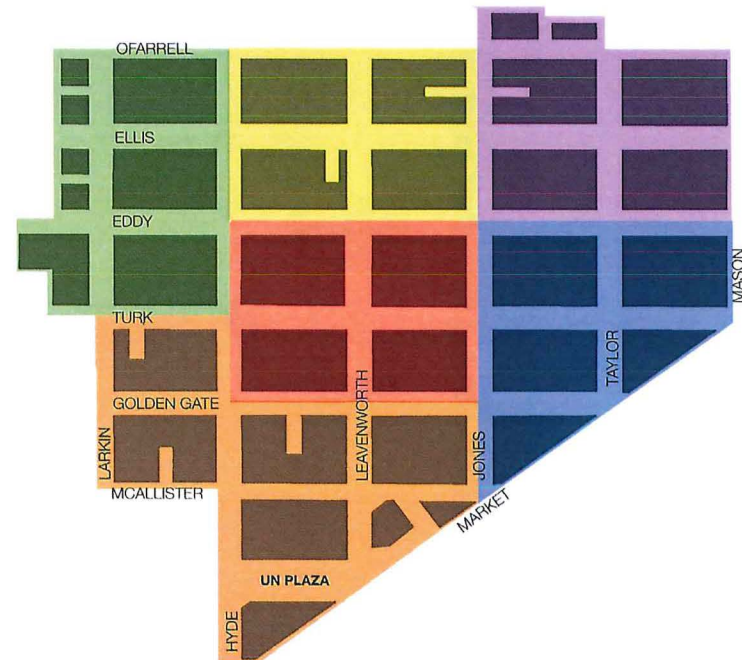 OFARRELL
ELLIS
EDDY
MASON
TURK
TAYLOR
GOLDEN GATE
LEAVENWORTH
LARKIN
JONES
MCALLISTER
MARKET
UN PLAZA
HYDE